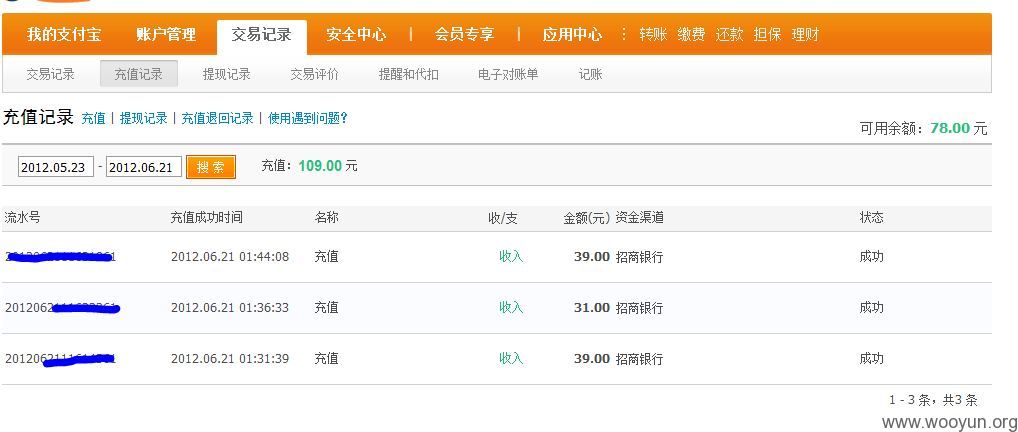 我的支付宝 账户管理 交易记录 安全中心 | 会员专享 | 应用中心 ⋮ 转账 缴费 还款 担保 理财
交易记录 充值记录 提现记录 交易评价 提醒和代扣 电子对账单 记账
充值记录 充值 | 提现记录 | 充值退回记录 | 使用遇到问题?
可用余额：78.00 元
2012.05.23 - 2012.06.21 搜 索 充值：109.00 元
流水号 充值成功时间 名称 收/支 金额(元) 资金渠道 状态
2012.06.21 01:44:08 充值 收入 39.00 招商银行 成功
2012.06.21 01:36:33 充值 收入 31.00 招商银行 成功
2012.06.21 01:31:39 充值 收入 39.00 招商银行 成功
1 - 3 条，共3 条
www.wooyun.org